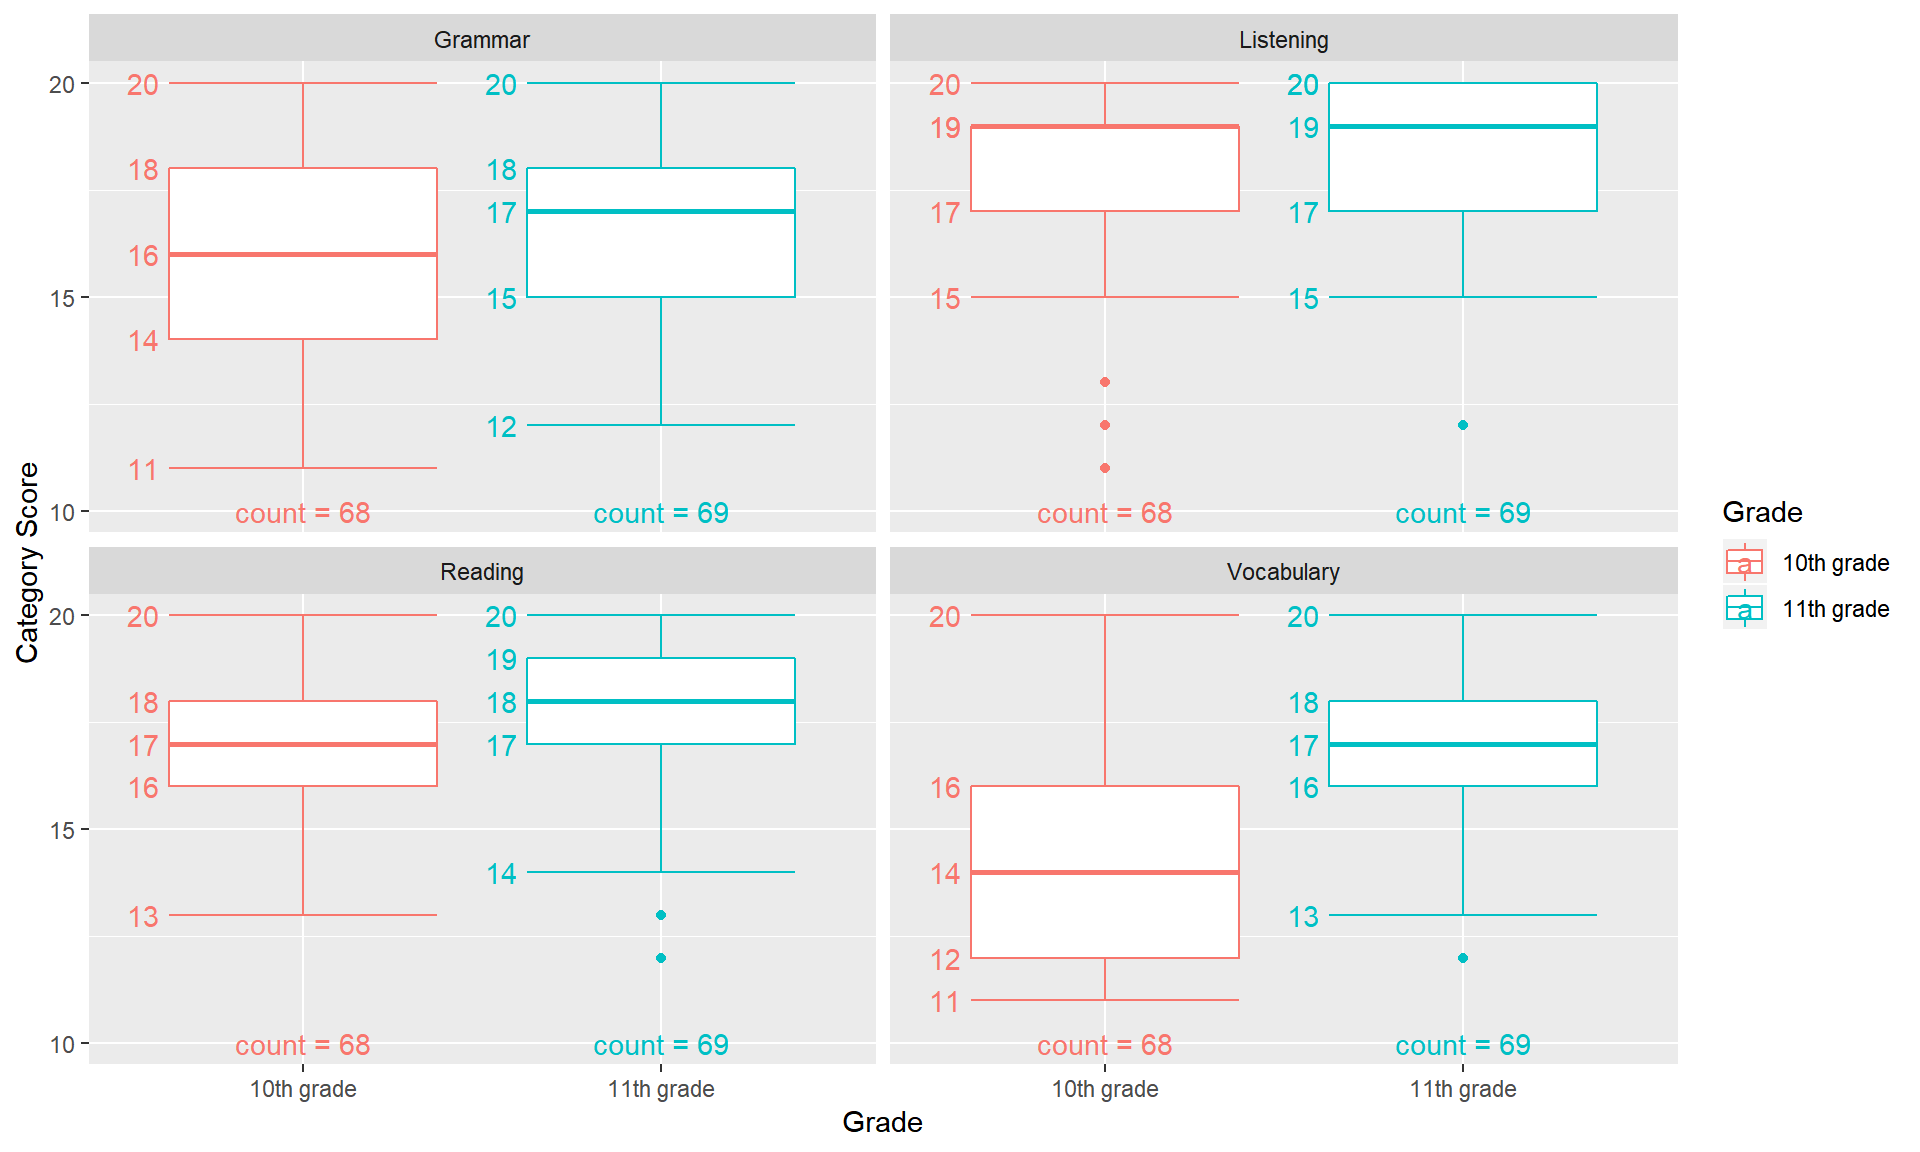 Grammar
Listening
20
15
10
20
18
16
14
11
count = 68
20
18
17
15
12
count = 69
20
19
17
15
count = 68
20
19
17
15
count = 69
Category Score
Reading
Vocabulary
20
15
10
20
18
17
16
13
count = 68
20
19
18
17
14
count = 69
20
16
14
12
11
count = 68
20
18
17
16
13
count = 69
10th grade
11th grade
10th grade
11th grade
Grade
Grade
a 10th grade
a 11th grade